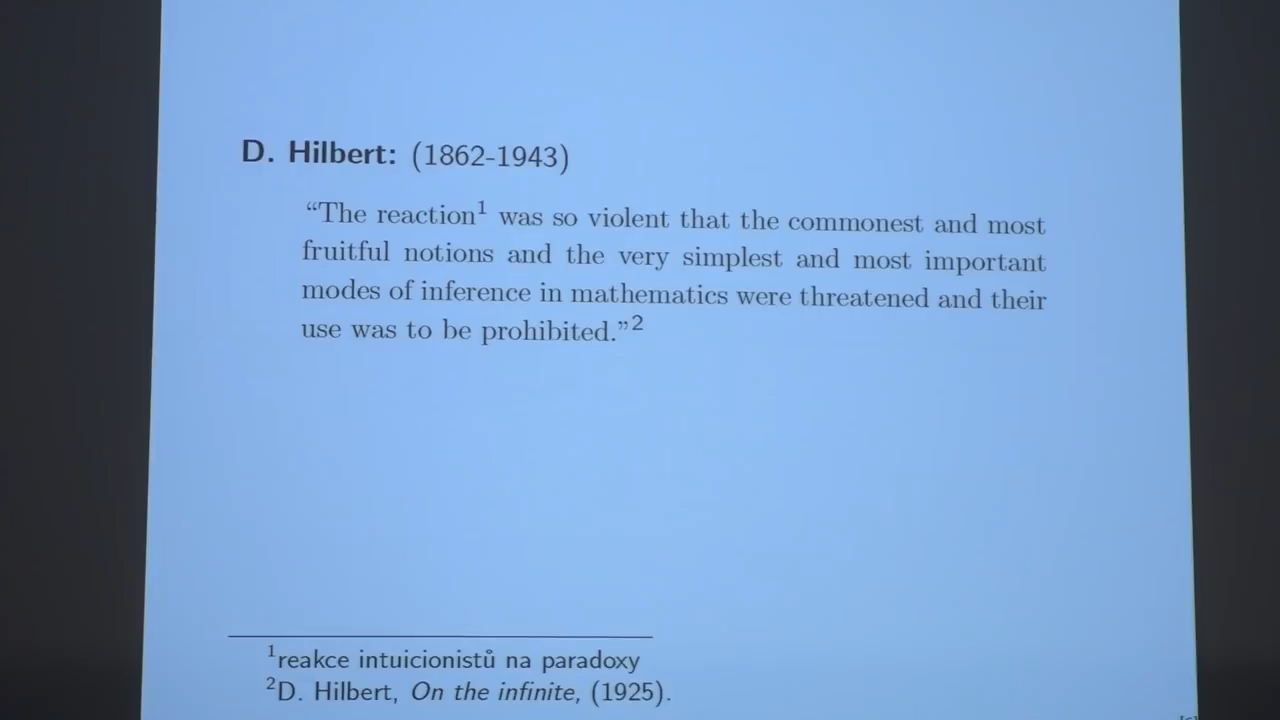 D. Hilbert: (1862-1943)
“The reaction¹ was so violent that the commonest and most
fruitful notions and the very simplest and most important
modes of inference in mathematics were threatened and their
use was to be prohibited.”²
¹reakce intuicionistů na paradoxy
²D. Hilbert, On the infinite, (1925).